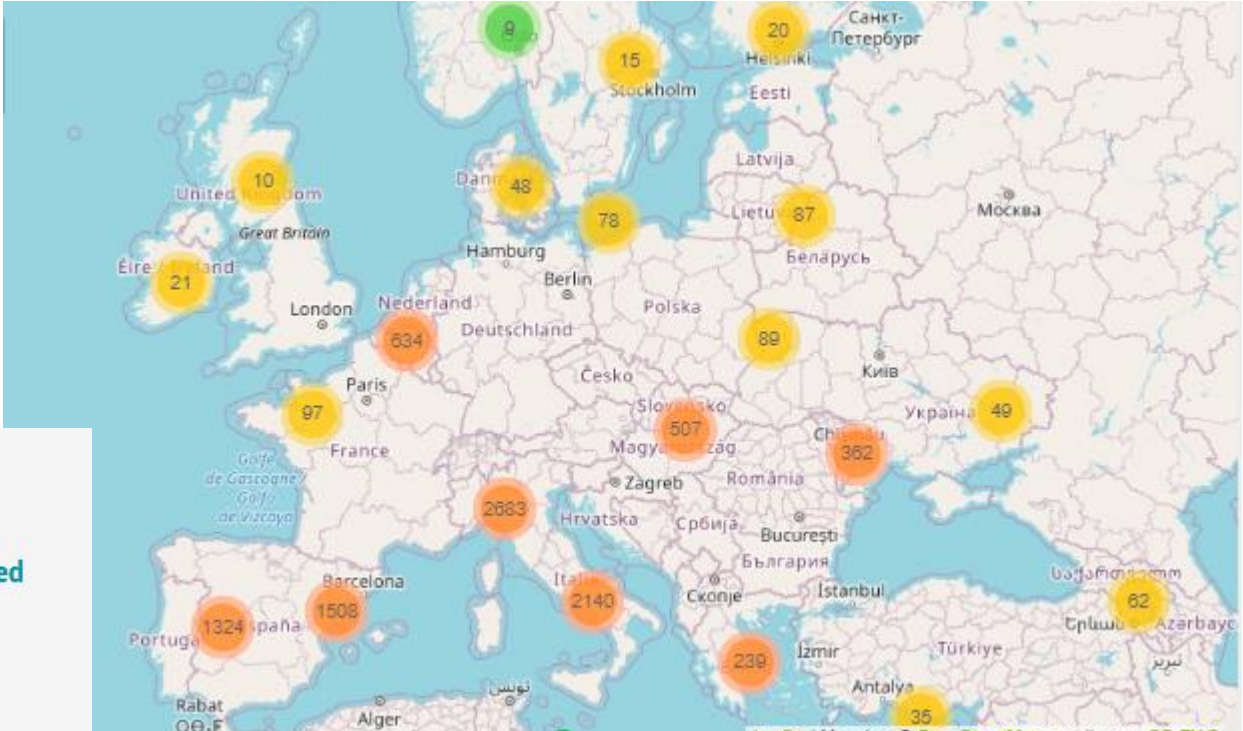 9
20
Санкт-
Петербург
15
Helsinki
Stockholm
Eesti
Latvija
10
United Kingdom
48
78
87
Москва
Great Britain
Hamburg
Беларусь
21
Berlin
London
Nederland
Polska
Deutschland
634
89
Київ
Česko
Paris
97
507
Україна
49
France
România
362
Golfe
de Gascogne /
Golfo
de Vizcaya
Zagreb
2683
Hrvatska
Србија
București
България
ed
Barcelona
Скопје
İstanbul
საქართველო
1508
2140
62
1324
España
239
İzmir
Türkiye
Antalya
تبریز
Rabat
Alger
تونس
35